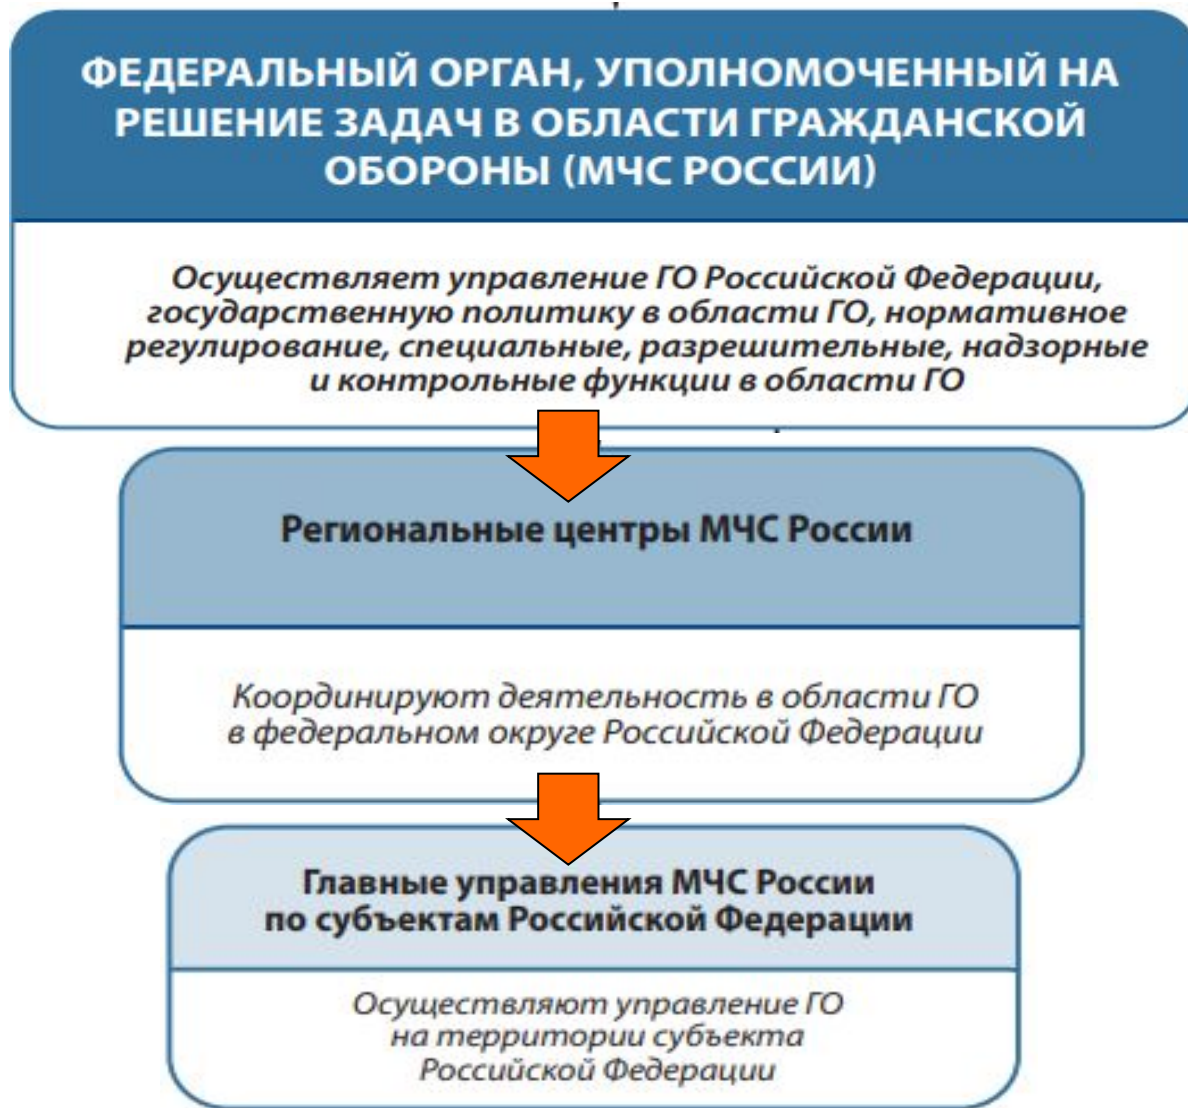 ФЕДЕРАЛЬНЫЙ ОРГАН, УПОЛНОМОЧЕННЫЙ НА
РЕШЕНИЕ ЗАДАЧ В ОБЛАСТИ ГРАЖДАНСКОЙ
ОБОРОНЫ (МЧС РОССИИ)
Осуществляет управление ГО Российской Федерации,
государственную политику в области ГО, нормативное
регулирование, специальные, разрешительные, надзорные
и контрольные функции в области ГО
Региональные центры МЧС России
Координируют деятельность в области ГО
в федеральном округе Российской Федерации
Главные управления МЧС России
по субъектам Российской Федерации
Осуществляют управление ГО
на территории субъекта
Российской Федерации